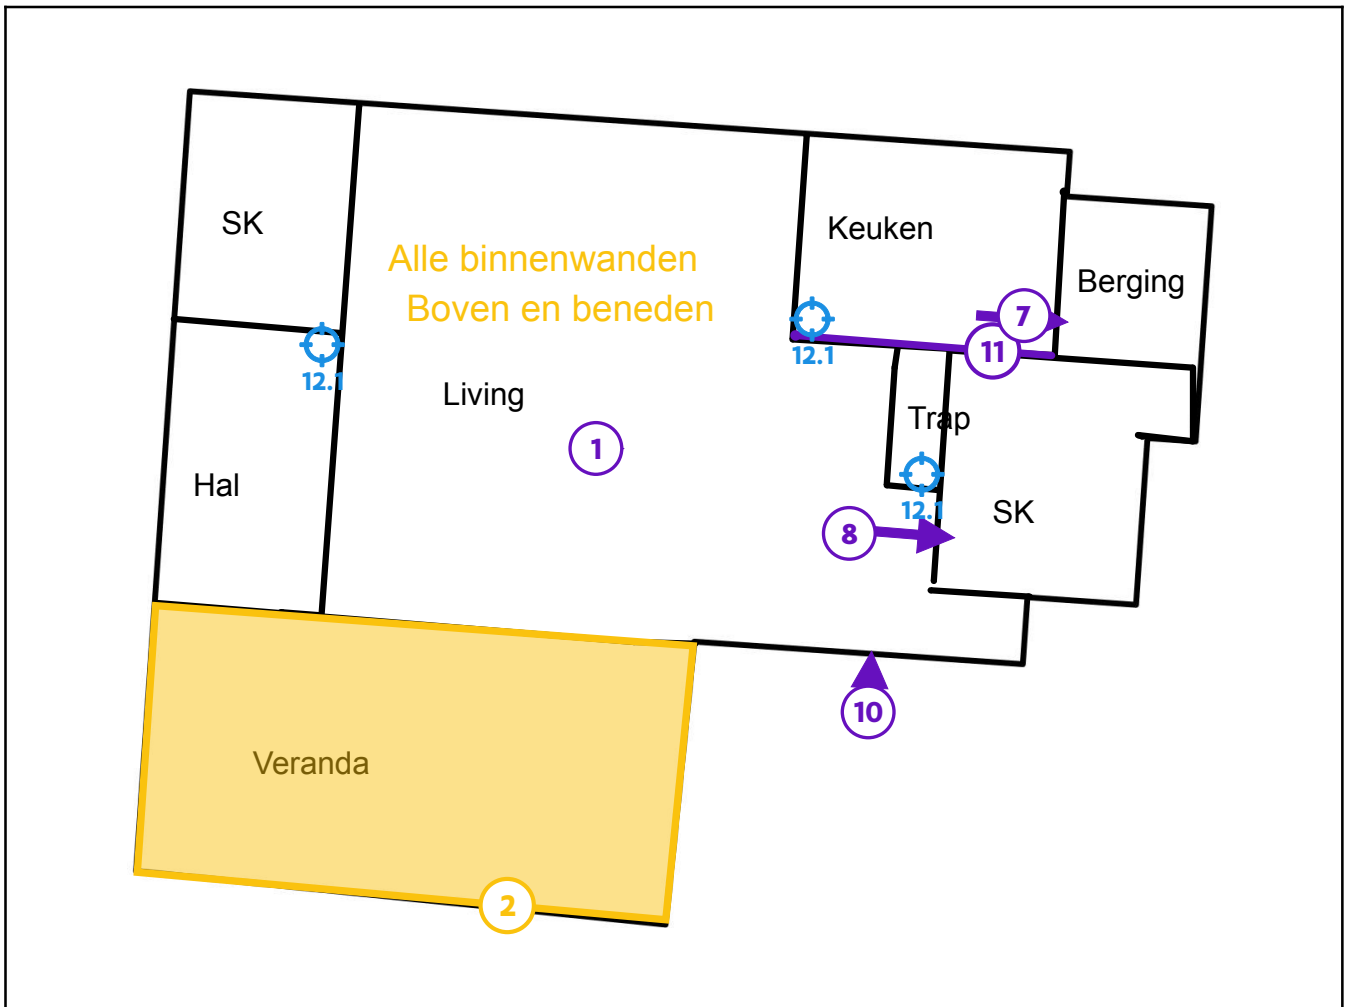 SK
Keuken
Alle binnenwanden
Boven en beneden
Berging
7
11
12.1
12.1
Living
Trap
1
Hal
12.1
SK
8
10
Veranda
2